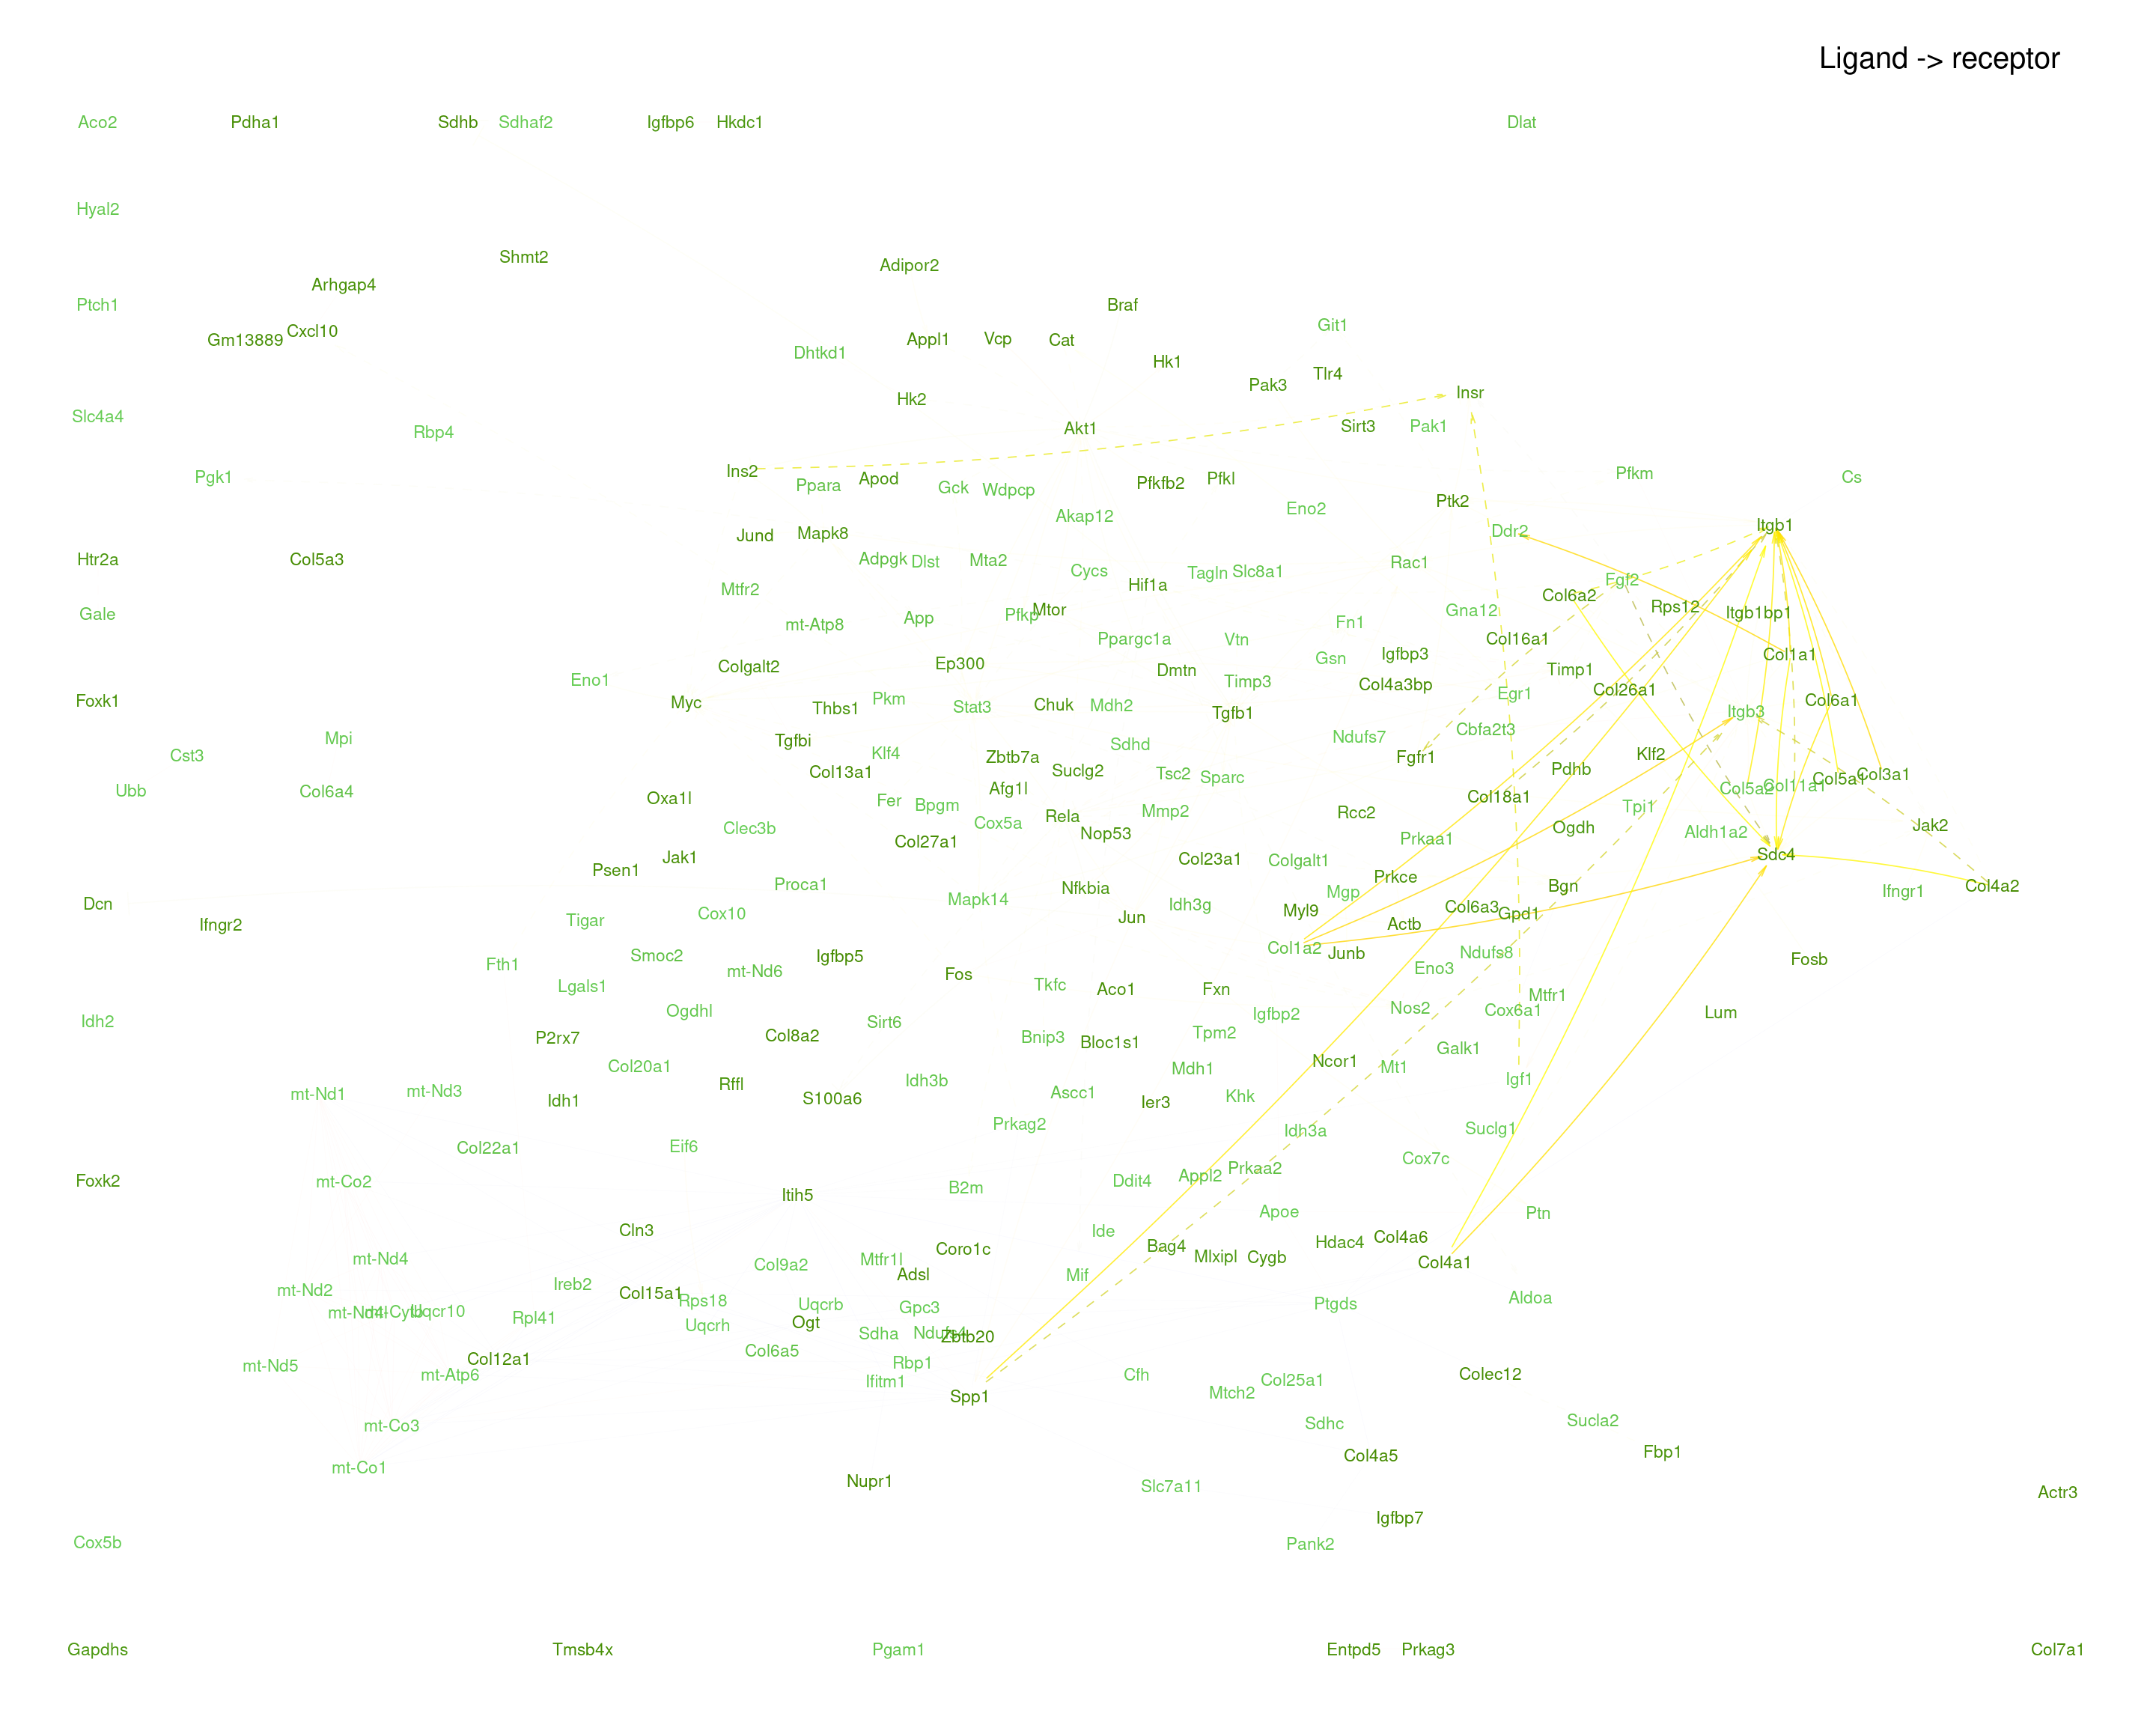 Ligand -> receptor
Aco2 Pdha1 Sdhb Sdhaf2 Igfbp6 Hkdc1 Dlat
Hyal2
Shmt2 Adipor2
Arhgap4
Ptch1 Braf
Gm13889 Cxcl10 Appl1 Vcp Cat Git1
Dhtkd1 Hk1
Pak3 Tlr4
Hk2 Insr
Slc4a4 Rbp4 Akt1 Sirt3 Pak1
Pgk1 Ins2 Ppara Apod Gck Wdpcp Pfkfb2 Pfkl Pfkm Cs
Akap12 Eno2 Ptk2
Jund Mapk8 Ddr2 Itgb1
Htr2a Col5a3 Adpgk Dlst Mta2 Cycs Tagln Slc8a1 Rac1
Mtfr2 Hif1a Col6a2 Fgf2
Gale mt-Atp8 App Pfkp Mtor Fn1 Gna12 Rps12 Itgb1bp1
Ppargc1a Vtn Col16a1
Colgalt2 Ep300 Dmtn Gsn Igfbp3 Timp1 Col1a1
Eno1 Timp3 Col4a3bp Egr1 Col26a1
Foxk1 Myc Thbs1 Pkm Stat3 Chuk Mdh2 Tgfb1 Itgb3 Col6a1
Mpi Tgfbi Sdhd Ndufs7 Cbfa2t3
Cst3 Klf4 Zbtb7a Fgfr1 Klf2
Col13a1 Suclg2 Tsc2 Sparc Pdhb
Ubb Col6a4 Oxa1l Fer Bpgm Afg1l Col18a1 Col5a2 Col11a1 Col5a1 Col3a1
Clec3b Cox5a Rela Mmp2 Rcc2 Tpi1
Col27a1 Nop53 Prkaa1 Ogdh Aldh1a2 Jak2
Psen1 Jak1 Col23a1 Colgalt1 Sdc4
Proca1 Nfkbia Mgp Prkce Bgn Ifngr1 Col4a2
Dcn Mapk14 Idh3g Myl9 Col6a3 Gpd1
Ifngr2 Tigar Cox10 Jun Actb
Smoc2 Igfbp5 Col1a2 Junb Ndufs8 Fosb
Fth1 mt-Nd6 Fos Eno3
Lgals1 Tkfc Aco1 Fxn Mtfr1
Idh2 Ogdhl Sirt6 Igfbp2 Nos2 Cox6a1 Lum
P2rx7 Col8a2 Bnip3 Bloc1s1 Tpm2
Col20a1 Mdh1 Ncor1 Mt1 Galk1
mt-Nd1 mt-Nd3 Idh1 Rffl S100a6 Idh3b Ascc1 Ier3 Khk Igf1
Col22a1 Eif6 Prkag2 Idh3a Suclg1
Foxk2 mt-Co2 Itih5 B2m Ddit4 Appl2 Prkaa2 Cox7c
Cln3 Ide Apoe Ptn
mt-Nd4 Col9a2 Mtfr1l Coro1c Bag4 Mlxipl Cygb Hdac4 Col4a6 Col4a1
mt-Nd2 Ireb2 Col15a1 Adsl Mif
mt-Nd4l mt-Cytb Uqcr10 Rpl41 Rps18 Uqcrb Gpc3 Ptgds Aldoa
Uqcrh Ogt Sdha Ndufs4 Zbtb20
mt-Nd5 mt-Atp6 Col12a1 Col6a5 Rbp1
Ifitm1 Spp1 Cfh Mtch2 Col25a1 Colec12
mt-Co3 Sdhc Sucla2
mt-Co1 Nupr1 Slc7a11 Col4a5 Fbp1
Actr3
Cox5b Pank2 Igfbp7
Gapdhs Tmsb4x Pgam1 Entpd5 Prkag3 Col7a1